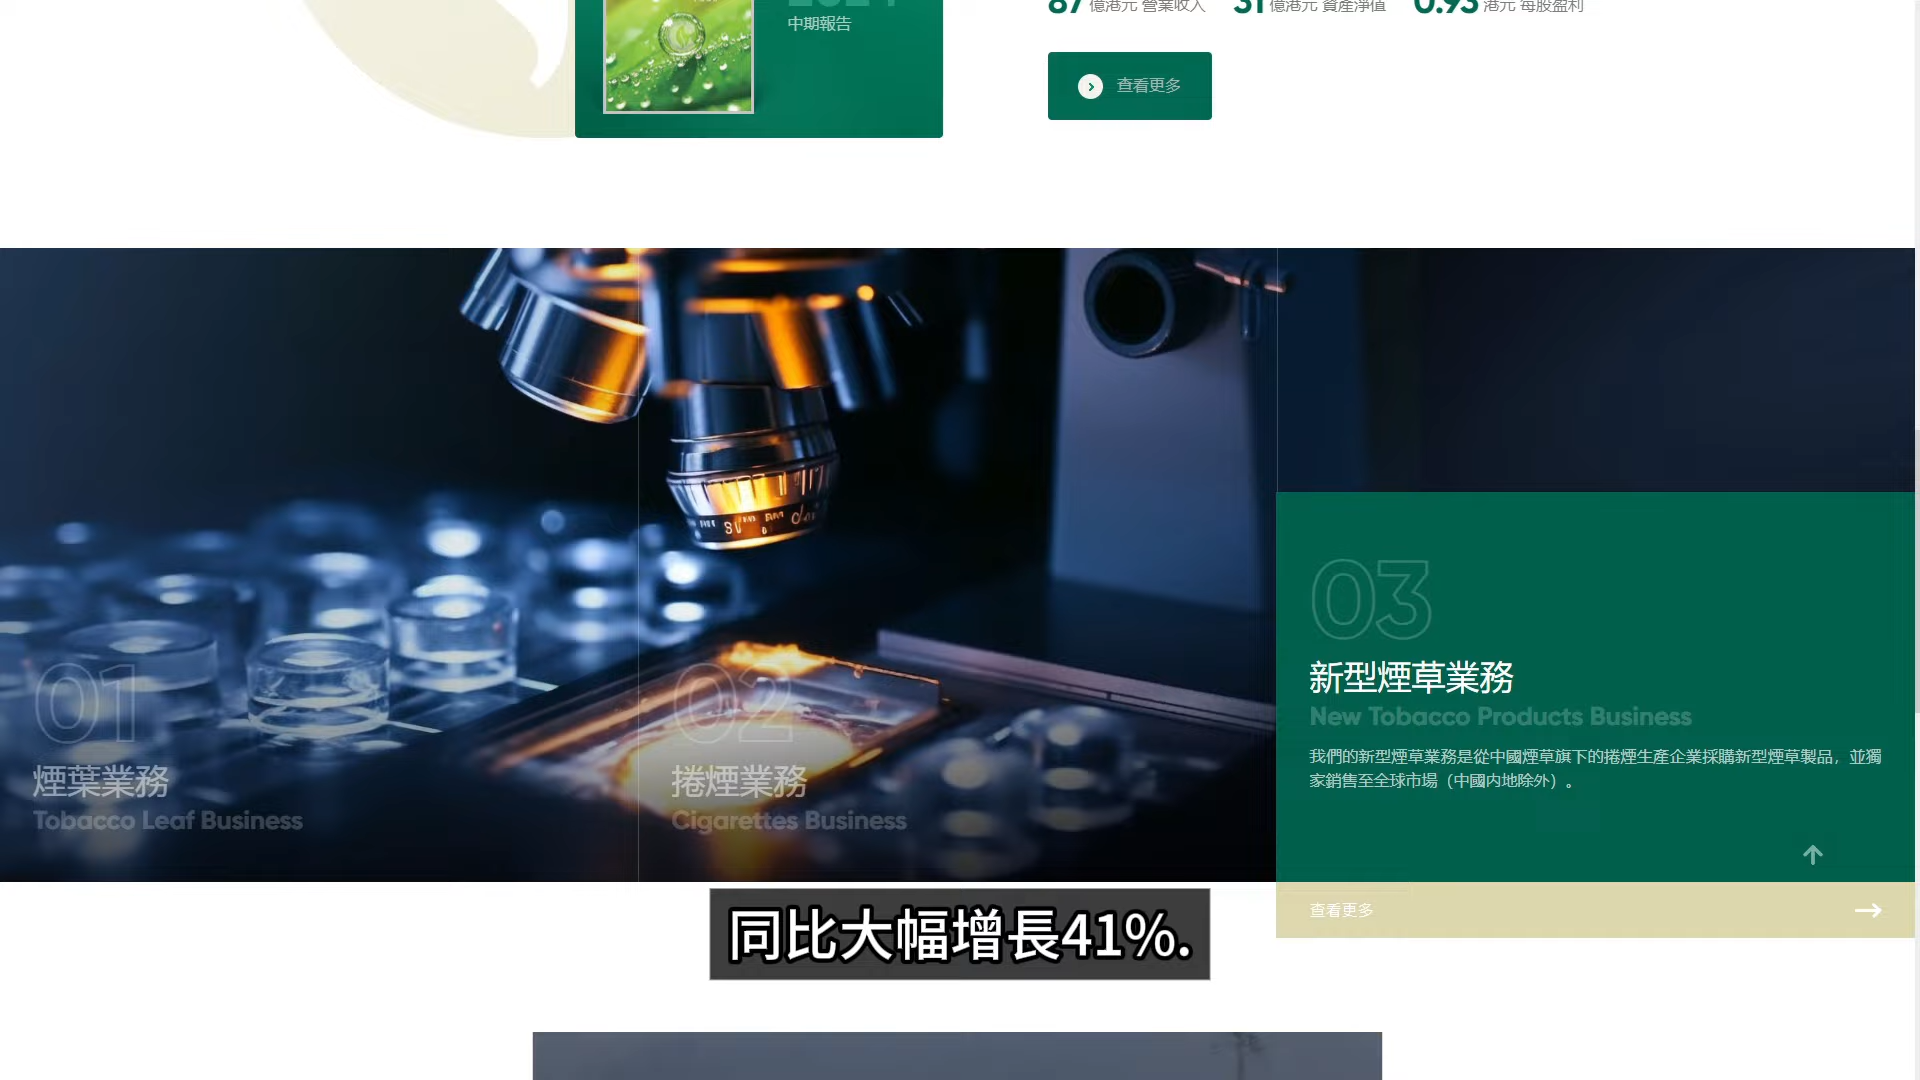 中期報告
87 億港元 營業收入 31 億港元 資產淨值 0.93 港元 每股盈利
查看更多
01
煙葉業務
Tobacco Leaf Business
02
捲煙業務
Cigarettes Business
03
新型煙草業務
New Tobacco Products Business
我們的新型煙草業務是從中國煙草旗下的捲煙生產企業採購新型煙草製品，並獨
家銷售至全球市場（中國內地除外）。
查看更多
同比大幅增長41%.